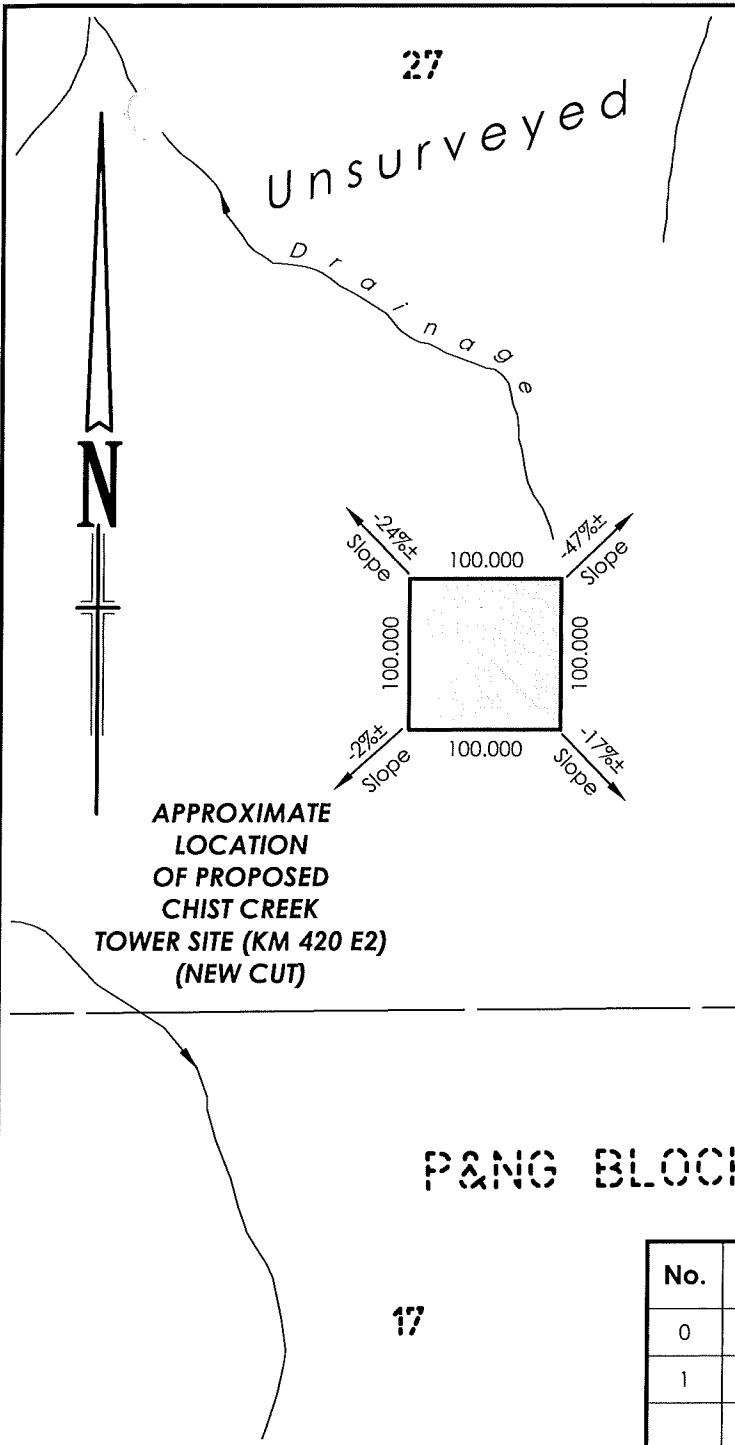 27
Unsurveyed
Drainage
N
-24%±
Slope
-47%±
Slope
100.000
100.000
100.000
100.000
-2%±
Slope
-17%±
Slope
APPROXIMATE
LOCATION
OF PROPOSED
CHIST CREEK
TOWER SITE (KM 420 E2)
(NEW CUT)
P&NG BLOCK
17
No.
0
1